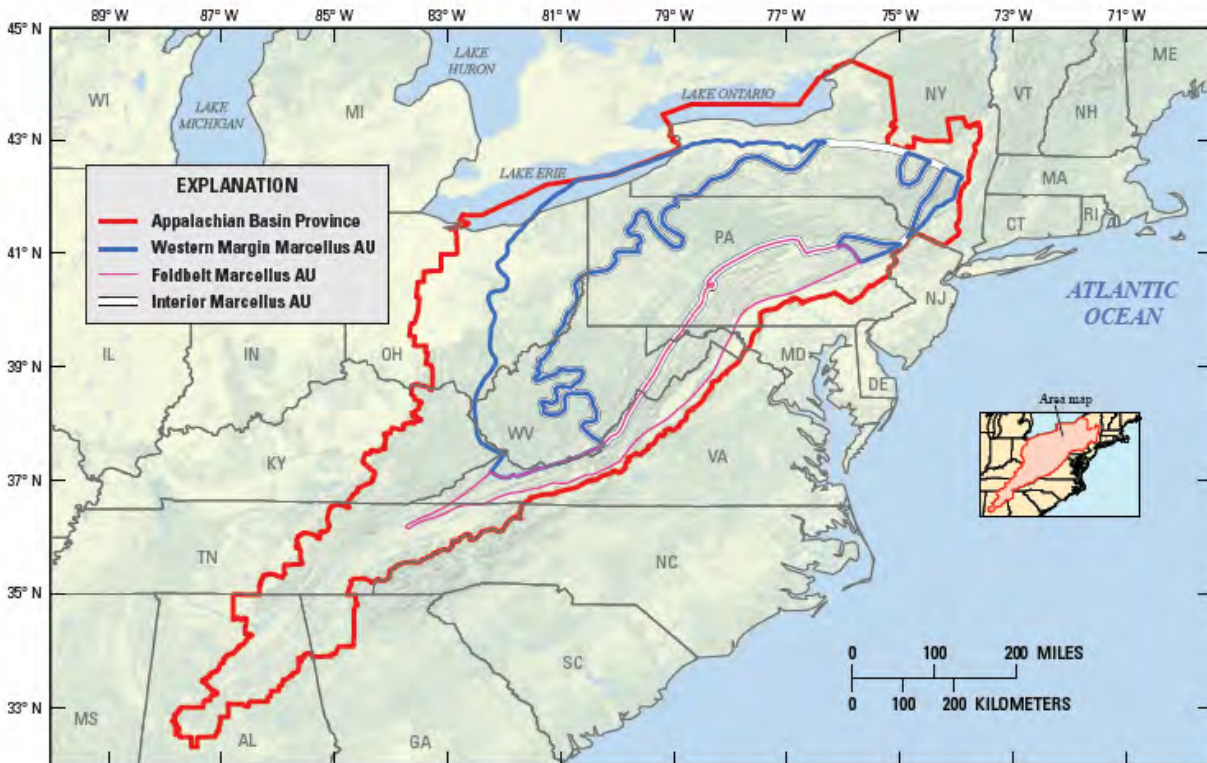 89° W 87° W 85° W 83° W 81° W 79° W 77° W 75° W 73° W 71° W
45° N
43° N
41° N
39° N
37° N
35° N
33° N
LAKE
HURON
ME
WI
LAKE
MICHIGAN
MI
LAKE ONTARIO
NY
VT
NH
LAKE ERIE
MA
CT
RI
EXPLANATION
Appalachian Basin Province
Western Margin Marcellus AU
Foldbelt Marcellus AU
Interior Marcellus AU
PA
NJ
ATLANTIC
OCEAN
IL
IN
OH
MD
DE
WV
KY
VA
Area map
TN
NC
SC
0 100 200 MILES
0 100 200 KILOMETERS
MS
AL
GA